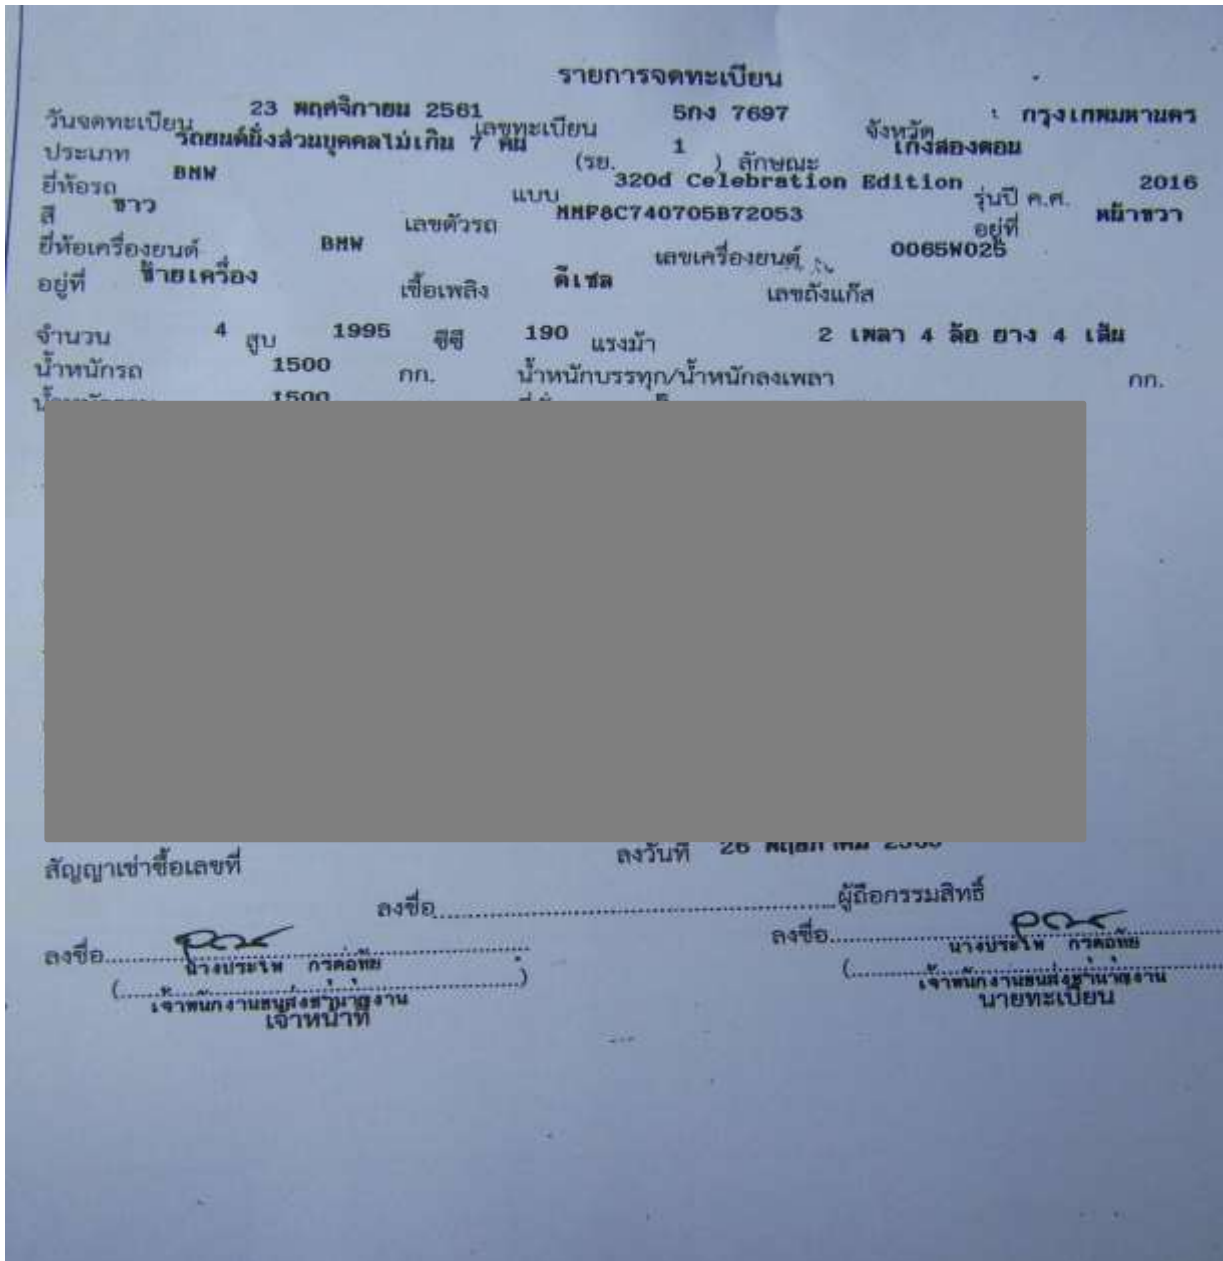 รายการจดทะเบียน
วันจดทะเบียน 23 พฤศจิกายน 2561 เลขทะเบียน 5กง 7697 จังหวัด กรุงเทพมหานคร
ประเภท รถยนต์นั่งส่วนบุคคลไม่เกิน 7 คน (รย. 1 ) ลักษณะ เก๋งสองตอน
ยี่ห้อรถ BMW แบบ 320d Celebration Edition รุ่นปี ค.ศ. 2016
สี ขาว เลขตัวรถ MMF8C740705B72053 อยู่ที่ หน้าขวา
ยี่ห้อเครื่องยนต์ BMW เลขเครื่องยนต์ 0065W025
อยู่ที่ ซ้ายเครื่อง เชื้อเพลิง ดีเซล เลขถังแก๊ส
จำนวน 4 สูบ 1995 ซีซี 190 แรงม้า 2 เพลา 4 ล้อ ยาง 4 เส้น
น้ำหนักรถ 1500 กก. น้ำหนักบรรทุก/น้ำหนักลงเพลา กก.
1500
สัญญาเช่าซื้อเลขที่ ลงวันที่ 26
ลงชื่อ ผู้ถือกรรมสิทธิ์
ลงชื่อ ลงชื่อ
นางประไพ นางประไพ
เจ้าพนักงานขนส่งชำนาญงาน เจ้าพนักงานขนส่งชำนาญงาน
เจ้าหน้าที่ นายทะเบียน